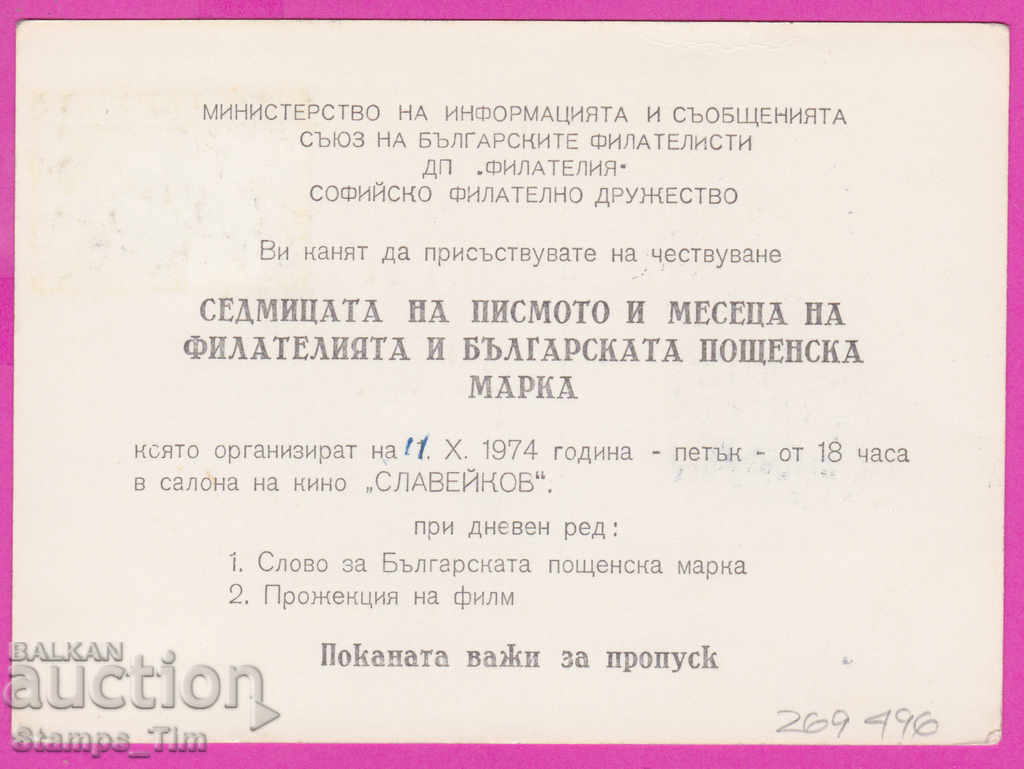 МИНИСТЕРСТВО НА ИНФОРМАЦИЯТА И СЪОБЩЕНИЯТА
СЪЮЗ НА БЪЛГАРСКИТЕ ФИЛАТЕЛИСТИ
ДП „ФИЛАТЕЛИЯ"
СОФИЙСКО ФИЛАТЕЛНО ДРУЖЕСТВО
Ви канят да присъствувате на чествуване
СЕДМИЦАТА НА ПИСМОТО И МЕСЕЦА НА
ФИЛАТЕЛИЯТА И БЪЛГАРСКАТА ПОЩЕНСКА
МАРКА
която организират на 11. X. 1974 година - петък - от 18 часа
в салона на кино „СЛАВЕЙКОВ".
при дневен ред:
1. Слово за Българската пощенска марка
2. Прожекция на филм
Поканата важи за пропуск
BALKAN
auction
Stamps_Tim
269 496